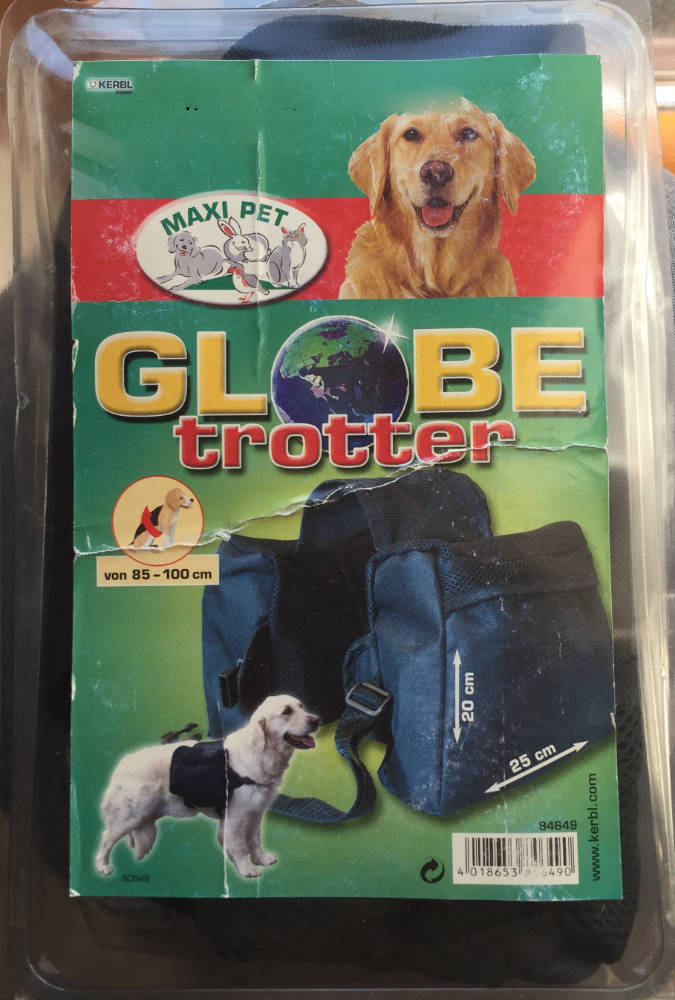 KERBL
MAXI PET
GLOBE
trotter
von 85 - 100 cm
20 cm
25 cm
84649
www.kerbl.com